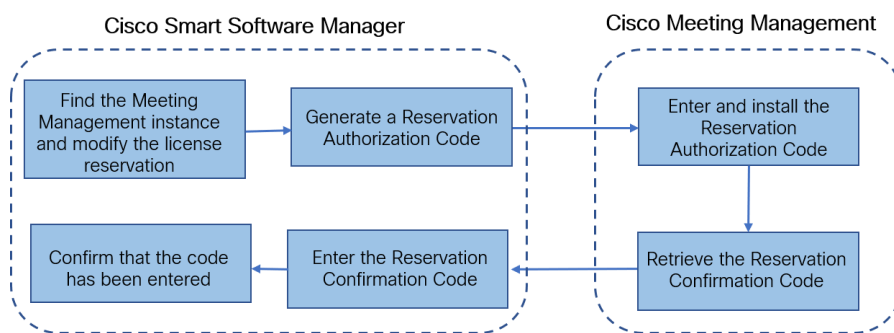 Cisco Smart Software Manager
Cisco Meeting Management
Find the Meeting
Management instance
and modify the license
reservation
Generate a Reservation
Authorization Code
Enter and install the
Reservation
Authorization Code
Confirm that the code
has been entered
Enter the Reservation
Confirmation Code
Retrieve the Reservation
Confirmation Code